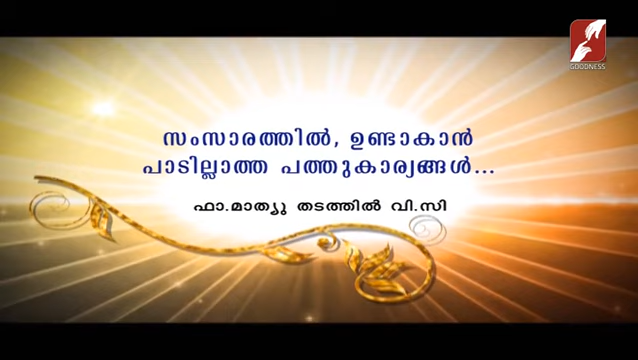 GOODNESS
സംസാരത്തിൽ, ഉണ്ടാകാൻ
പാടില്ലാത്ത പത്തുകാര്യങ്ങൾ...
ഫാ.മാത്യു തടത്തിൽ വി.സി